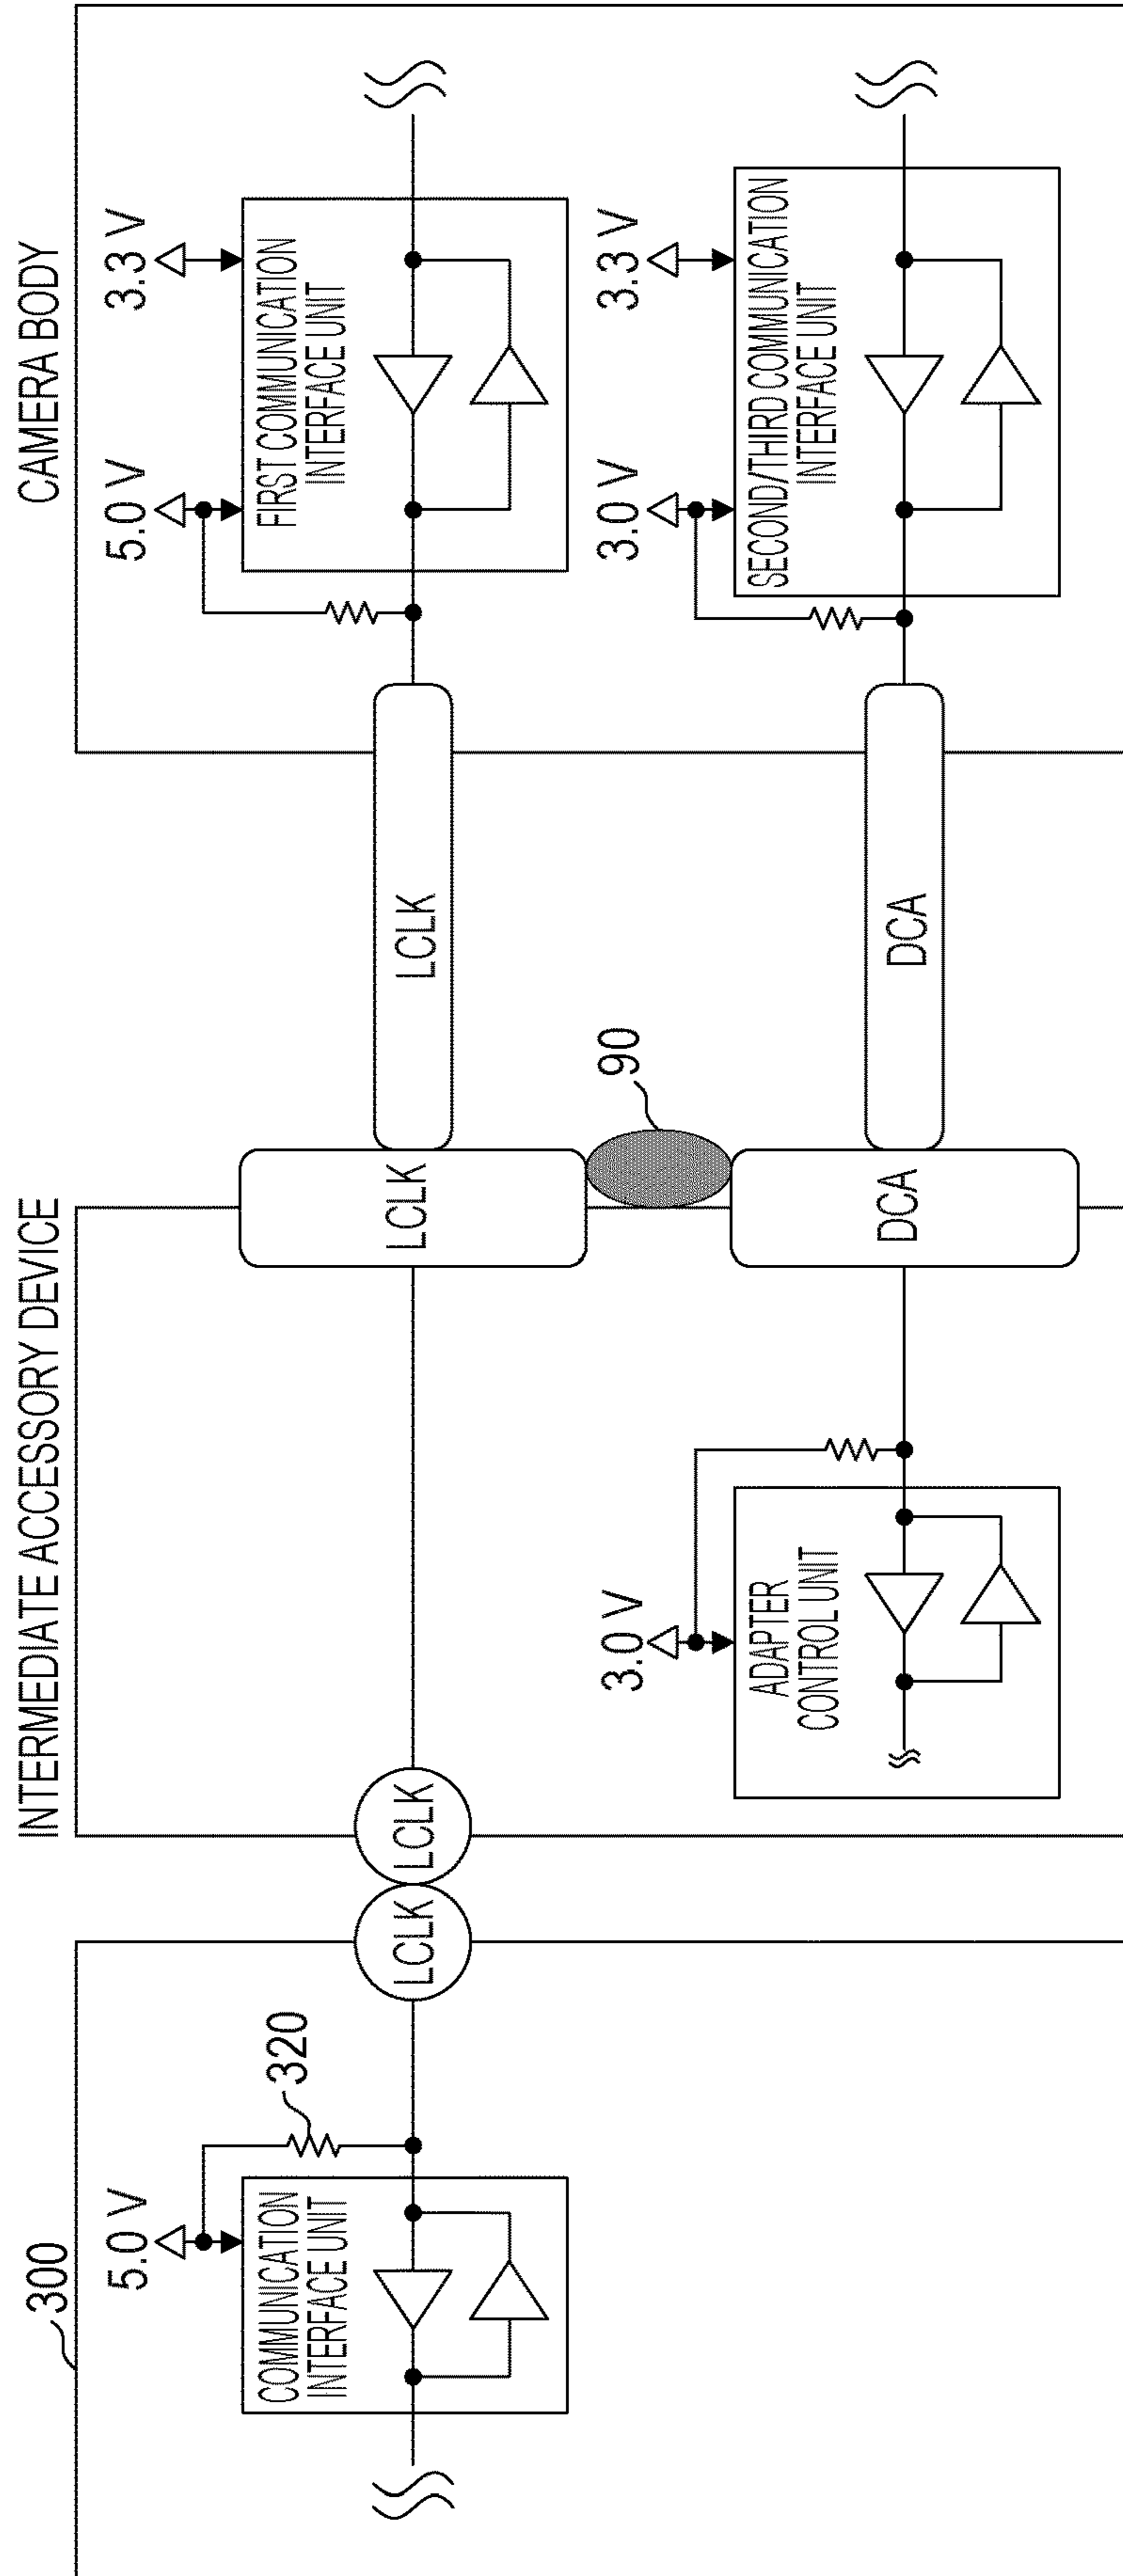 300
INTERMEDIATE ACCESSORY DEVICE
CAMERA BODY
5.0 V
320
COMMUNICATION
INTERFACE UNIT
LCLK
LCLK
LCLK
LCLK
5.0 V
3.3 V
FIRST COMMUNICATION
INTERFACE UNIT
90
3.0 V
ADAPTER
CONTROL UNIT
DCA
DCA
3.0 V
3.3 V
SECOND/THIRD COMMUNICATION
INTERFACE UNIT